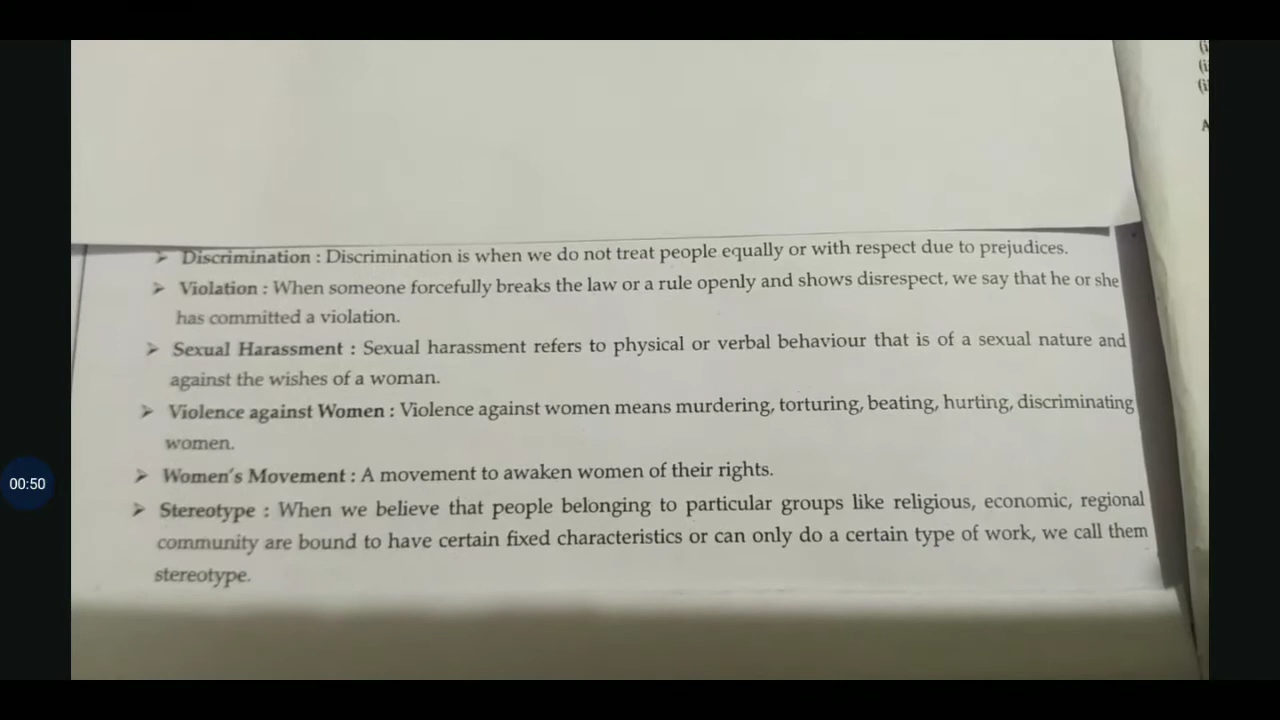 ➤ Discrimination : Discrimination is when we do not treat people equally or with respect due to prejudices.
➤ Violation : When someone forcefully breaks the law or a rule openly and shows disrespect, we say that he or she
has committed a violation.
➤ Sexual Harassment : Sexual harassment refers to physical or verbal behaviour that is of a sexual nature and
against the wishes of a woman.
➤ Violence against Women : Violence against women means murdering, torturing, beating, hurting, discriminating
women.
➤ Women's Movement : A movement to awaken women of their rights.
➤ Stereotype : When we believe that people belonging to particular groups like religious, economic, regional
community are bound to have certain fixed characteristics or can only do a certain type of work, we call them
stereotype.
00:50